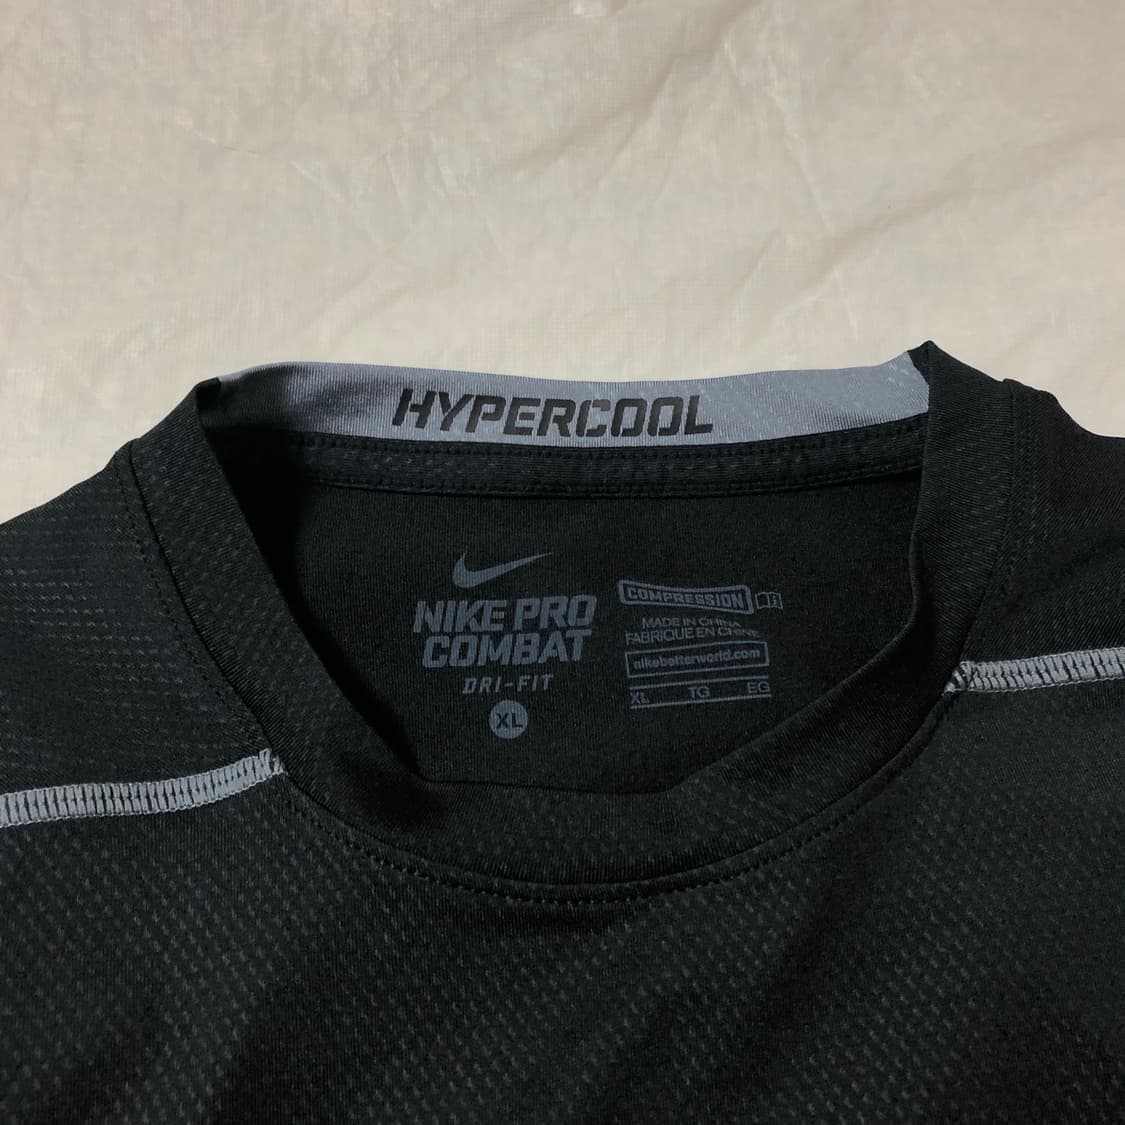 HYPERCOOL
NIKE PRO
COMBAT
DRI-FIT
XL
COMPRESSION
MADE IN CHINA
FABRIQUE EN CHINE
nikebetterworld.com
XL TG EG